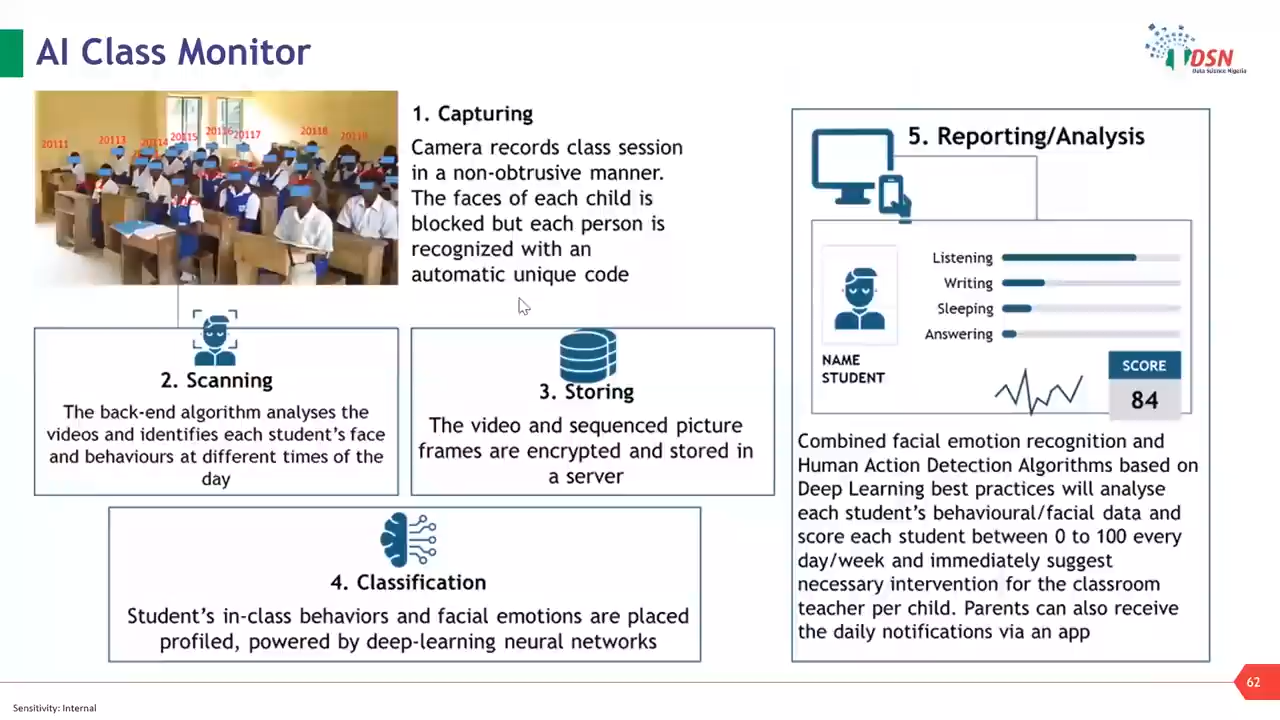 AI Class Monitor
DSN
Data Science Nigeria
20111
20113
20114
20115
20116
20117
20118
1. Capturing
Camera records class session
in a non-obtrusive manner.
The faces of each child is
blocked but each person is
recognized with an
automatic unique code
2. Scanning
The back-end algorithm analyses the
videos and identifies each student’s face
and behaviours at different times of the
day
3. Storing
The video and sequenced picture
frames are encrypted and stored in
a server
4. Classification
Student’s in-class behaviors and facial emotions are placed
profiled, powered by deep-learning neural networks
5. Reporting/Analysis
Listening
Writing
Sleeping
Answering
NAME
STUDENT
SCORE
84
Combined facial emotion recognition and
Human Action Detection Algorithms based on
Deep Learning best practices will analyse
each student’s behavioural/facial data and
score each student between 0 to 100 every
day/week and immediately suggest
necessary intervention for the classroom
teacher per child. Parents can also receive
the daily notifications via an app
62
Sensitivity: Internal